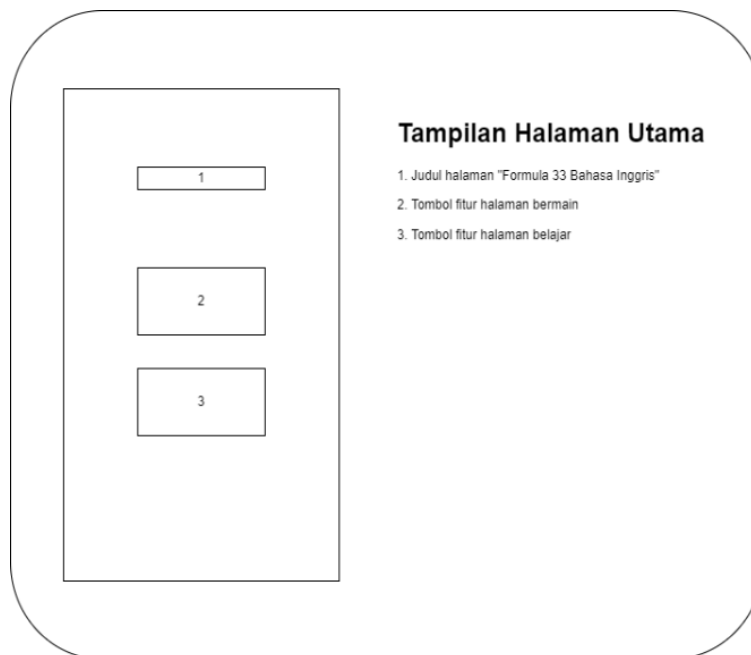 1
2
3
Tampilan Halaman Utama
1. Judul halaman "Formula 33 Bahasa Inggris"
2. Tombol fitur halaman bermain
3. Tombol fitur halaman belajar